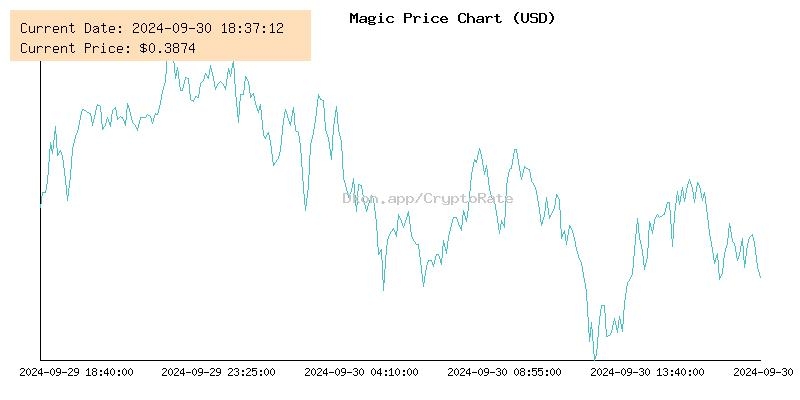 Magic Price Chart (USD)
Current Date: 2024-09-30 18:37:12
Current Price: $0.3874
Dkon.app/CryptoRate
2024-09-29 18:40:00 2024-09-29 23:25:00 2024-09-30 04:10:00 2024-09-30 08:55:00 2024-09-30 13:40:00 2024-09-30